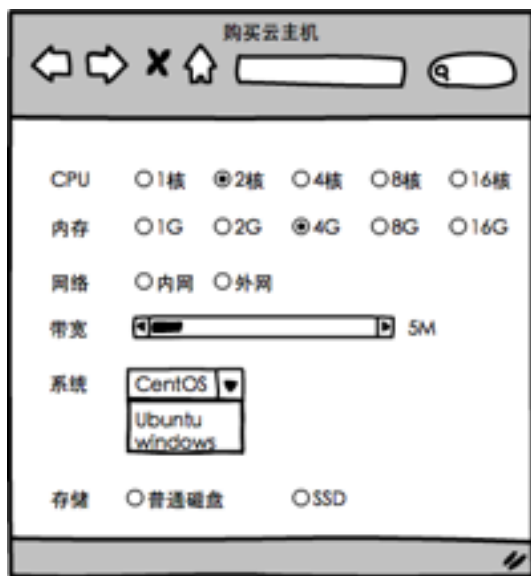 购买云主机
CPU 1核 2核 4核 8核 16核
内存 1G 2G 4G 8G 16G
网络 内网 外网
带宽 5M
系统 CentOS
Ubuntu
windows
存储 普通磁盘 SSD